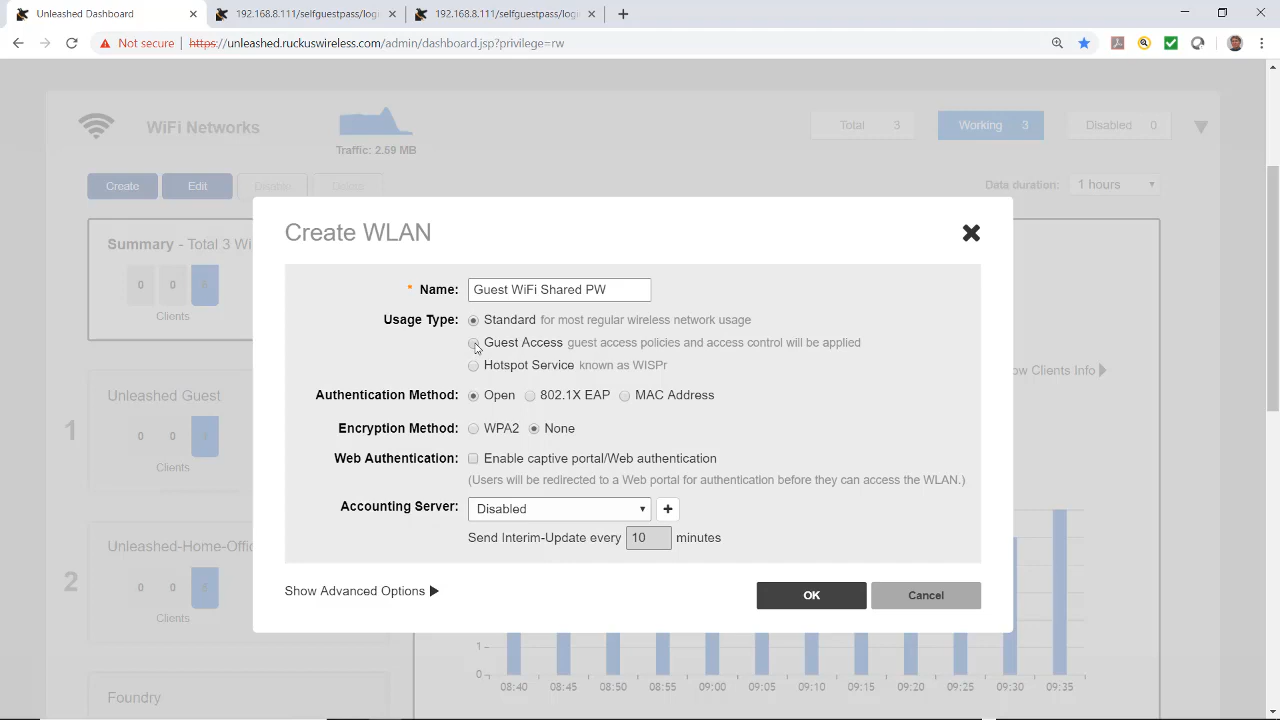 Unleashed Dashboard
192.168.8.111/selfguestpass/logi
192.168.8.111/selfguestpass/logi
Not secure
https://unleashed.ruckuswireless.com/admin/dashboard.jsp?privilege=rw
WiFi Networks
Traffic: 2.59 MB
Total 3
Working 3
Disabled 0
Create
Edit
Disable
Delete
Data duration:
1 hours
Summary - Total 3 Wi
0 0
Clients
Create WLAN
* Name: Guest WiFi Shared PW
Usage Type: Standard for most regular wireless network usage
Guest Access guest access policies and access control will be applied
Hotspot Service known as WISPr
Authentication Method: Open 802.1X EAP MAC Address
Encryption Method: WPA2 None
Web Authentication: Enable captive portal/Web authentication
(Users will be redirected to a Web portal for authentication before they can access the WLAN.)
Accounting Server: Disabled
Send Interim-Update every 10 minutes
Show Advanced Options
OK
Cancel
ow Clients Info
Unleashed Guest
1
0 0
Clients
Unleashed-Home-Offic
2
0 0
Clients
Foundry
1
0
08:40 08:45 08:50 08:55 09:00 09:05 09:10 09:15 09:20 09:25 09:30 09:35